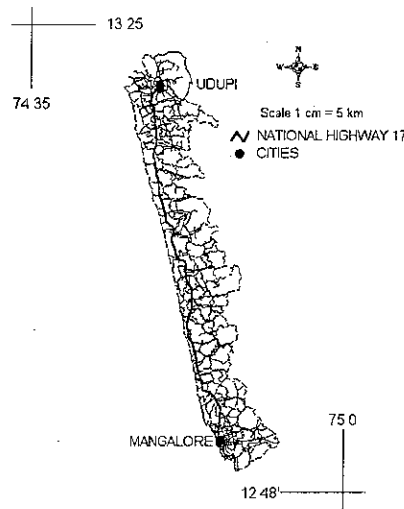 13 25
74 35
UDUPI
N
W E
S
Scale 1 cm = 5 km
NATIONAL HIGHWAY 17
CITIES
MANGALORE
75 0
12 48'